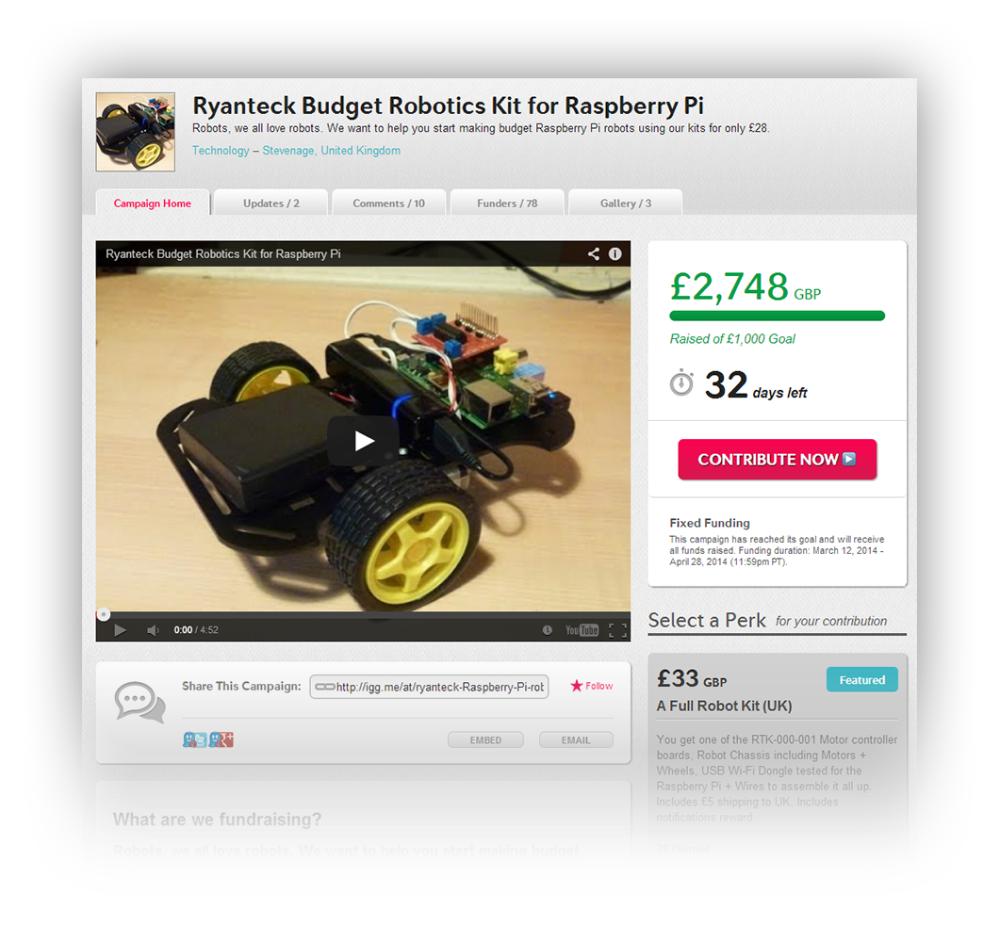 Ryanteck Budget Robotics Kit for Raspberry Pi
Robots, we all love robots. We want to help you start making budget Raspberry Pi robots using our kits for only £28.
Technology – Stevenage, United Kingdom
Campaign Home
Updates / 2
Comments / 10
Funders / 78
Gallery / 3
Ryanteck Budget Robotics Kit for Raspberry Pi
0:00 / 4:52
YouTube
Share This Campaign:
http://igg.me/at/ryanteck-Raspberry-Pi-rob
Follow
EMBED
EMAIL
What are we fundraising?
Robots, we all love robots. We want to help you start making budget
£2,748 GBP
Raised of £1,000 Goal
32 days left
CONTRIBUTE NOW
Fixed Funding
This campaign has reached its goal and will receive
all funds raised. Funding duration: March 12, 2014 -
April 28, 2014 (11:59pm PT).
Select a Perk for your contribution
£33 GBP
Featured
A Full Robot Kit (UK)
You get one of the RTK-000-001 Motor controller
boards, Robot Chassis including Motors +
Wheels, USB Wi-Fi Dongle tested for the
Raspberry Pi + Wires to assemble it all up.
Includes £5 shipping to UK. Includes
notifications reward